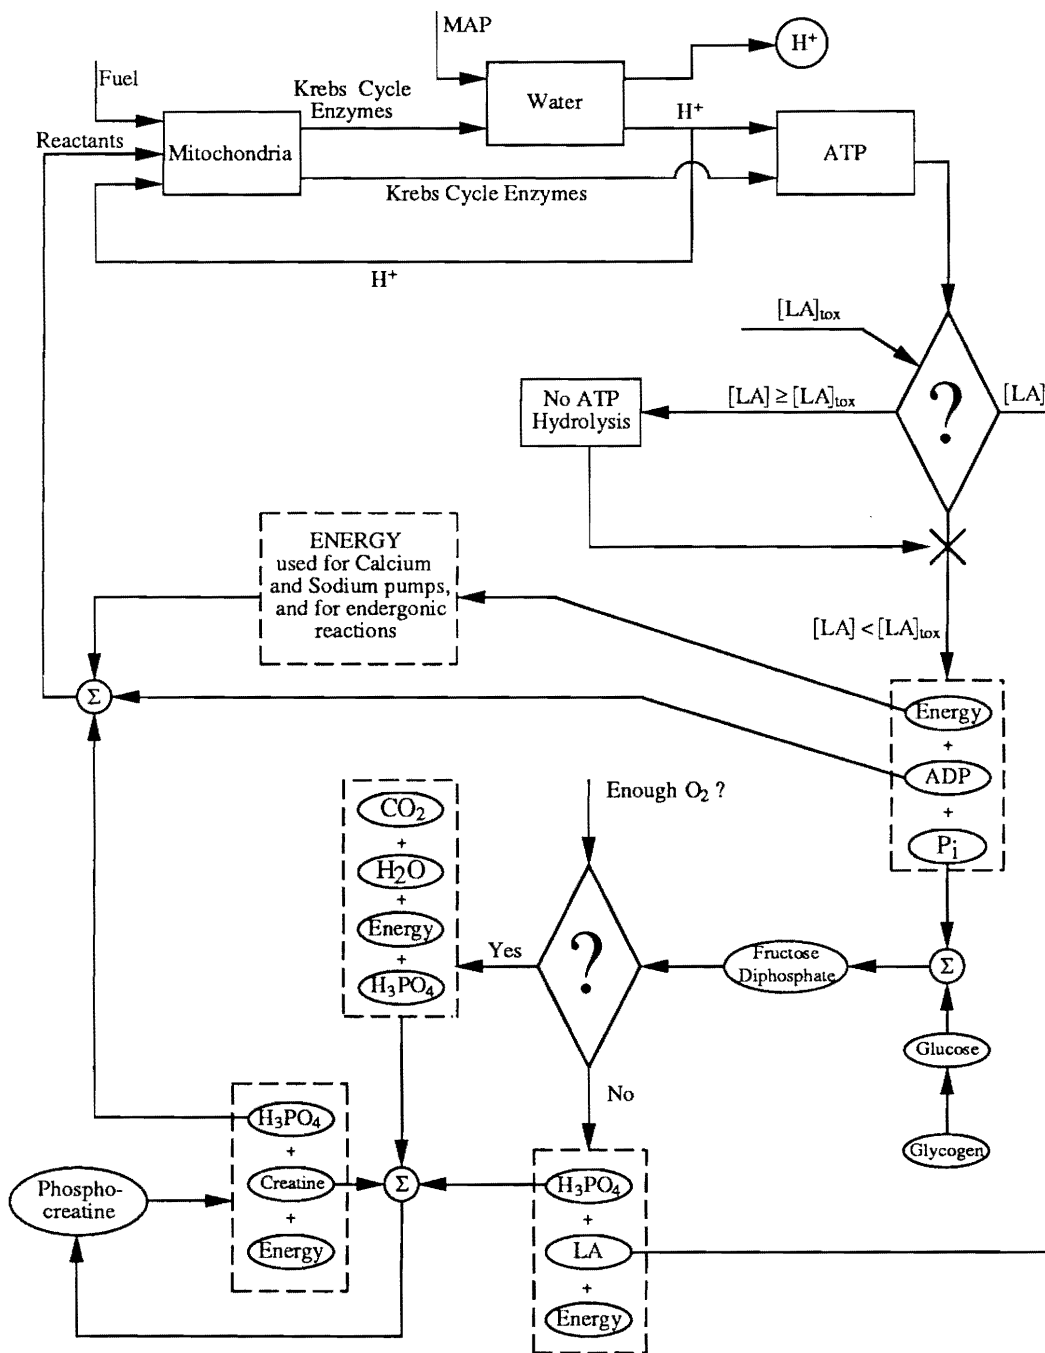 MAP
H⁺
Fuel
Krebs Cycle
Enzymes
Water
H⁺
Reactants
Mitochondria
ATP
Krebs Cycle Enzymes
H⁺
[LA]tox
No ATP
Hydrolysis
[LA] ≥ [LA]tox
?
[LA]
ENERGY
used for Calcium
and Sodium pumps,
and for endergonic
reactions
[LA] < [LA]tox
Σ
Energy
+
ADP
+
Pi
Enough O₂ ?
CO₂
+
H₂O
+
Energy
+
H₃PO₄
Yes
?
Fructose
Diphosphate
Σ
Glucose
No
Glycogen
H₃PO₄
+
Creatine
+
Energy
Phospho-
creatine
Σ
H₃PO₄
+
LA
+
Energy